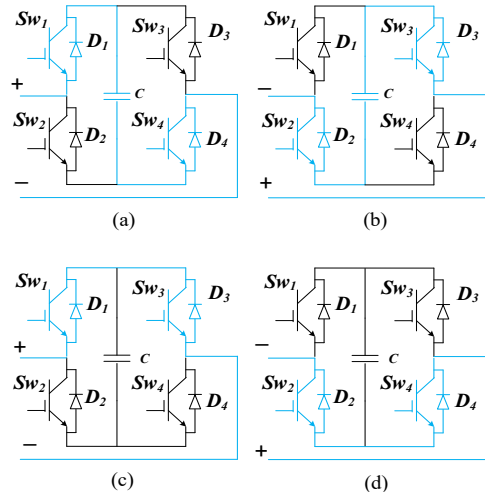 Sw1 D1 Sw3 D3
+ C
Sw2 D2 Sw4 D4
−
(a)
Sw1 D1 Sw3 D3
− C
Sw2 D2 Sw4 D4
+
(b)
Sw1 D1 Sw3 D3
+ C
Sw2 D2 Sw4 D4
−
(c)
Sw1 D1 Sw3 D3
− C
Sw2 D2 Sw4 D4
+
(d)